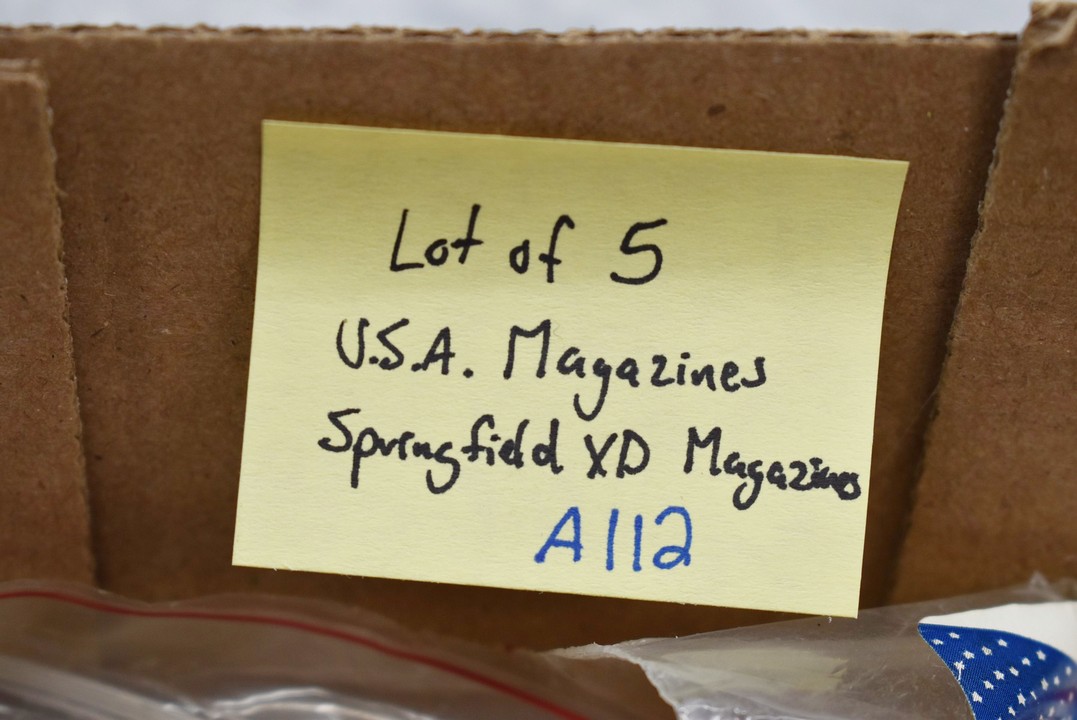 Lot of 5
U.S.A. Magazines
Springfield XD Magazines
A112